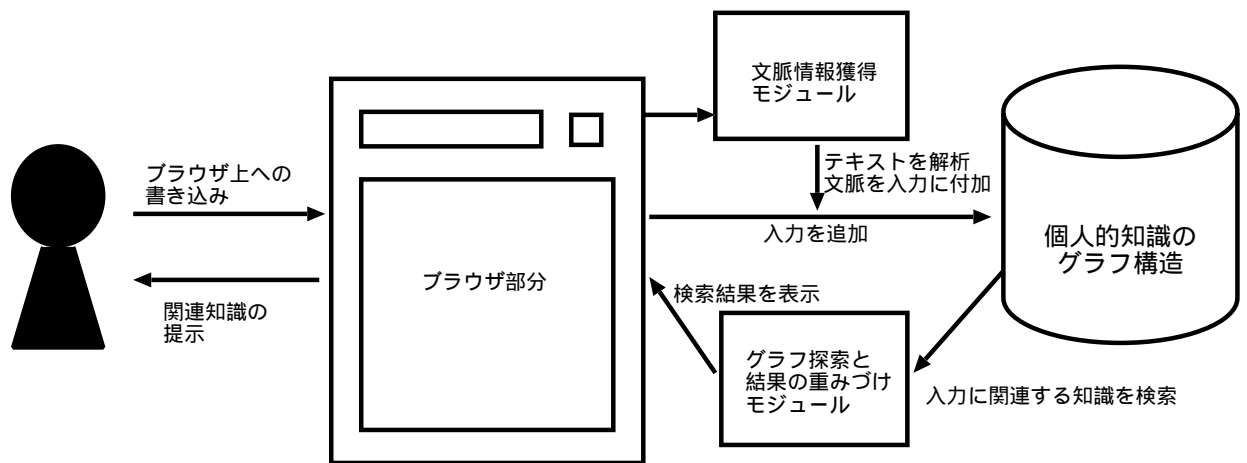 文脈情報獲得
モジュール
テキストを解析
文脈を入力に付加
ブラウザ上への
書き込み
入力を追加
個人的知識の
グラフ構造
ブラウザ部分
検索結果を表示
関連知識の
提示
グラフ探索と
結果の重みづけ
モジュール
入力に関連する知識を検索